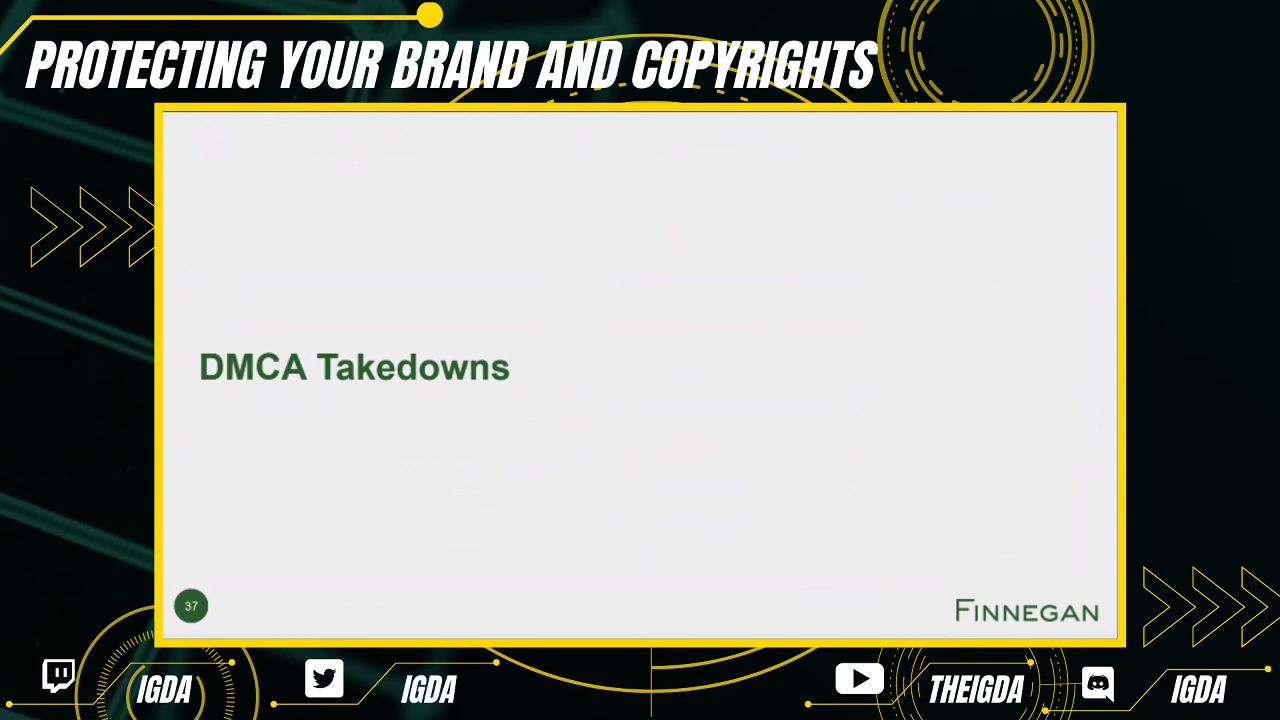 PROTECTING YOUR BRAND AND COPYRIGHTS
DMCA Takedowns
37
FINNEGAN
IGDA
IGDA
THEIGDA
IGDA